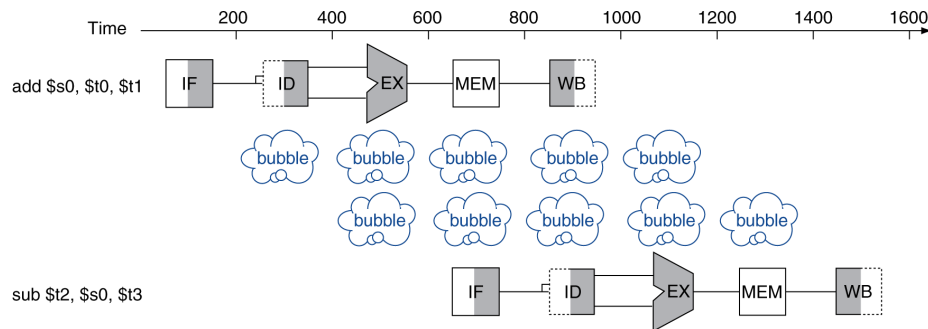 200 400 600 800 1000 1200 1400 1600
Time
add $s0, $t0, $t1 IF ID EX MEM WB
bubble bubble bubble bubble bubble
bubble bubble bubble bubble bubble
sub $t2, $s0, $t3 IF ID EX MEM WB